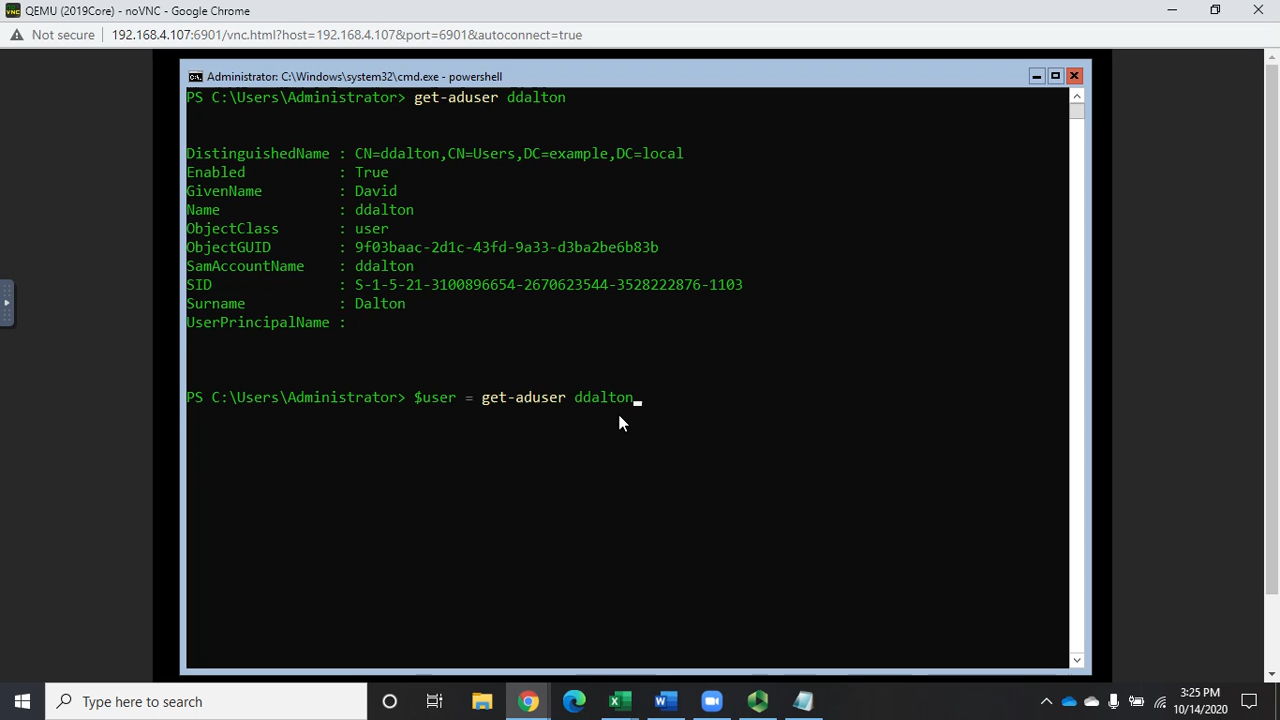 QEMU (2019Core) - noVNC - Google Chrome
Not secure 192.168.4.107:6901/vnc.html?host=192.168.4.107&port=6901&autoconnect=true
Administrator: C:\Windows\system32\cmd.exe - powershell
PS C:\Users\Administrator> get-aduser ddalton
DistinguishedName : CN=ddalton,CN=Users,DC=example,DC=local
Enabled : True
GivenName : David
Name : ddalton
ObjectClass : user
ObjectGUID : 9f03baac-2d1c-43fd-9a33-d3ba2be6b83b
SamAccountName : ddalton
SID : S-1-5-21-3100896654-2670623544-3528222876-1103
Surname : Dalton
UserPrincipalName :
PS C:\Users\Administrator> $user = get-aduser ddalton
Type here to search
3:25 PM
10/14/2020